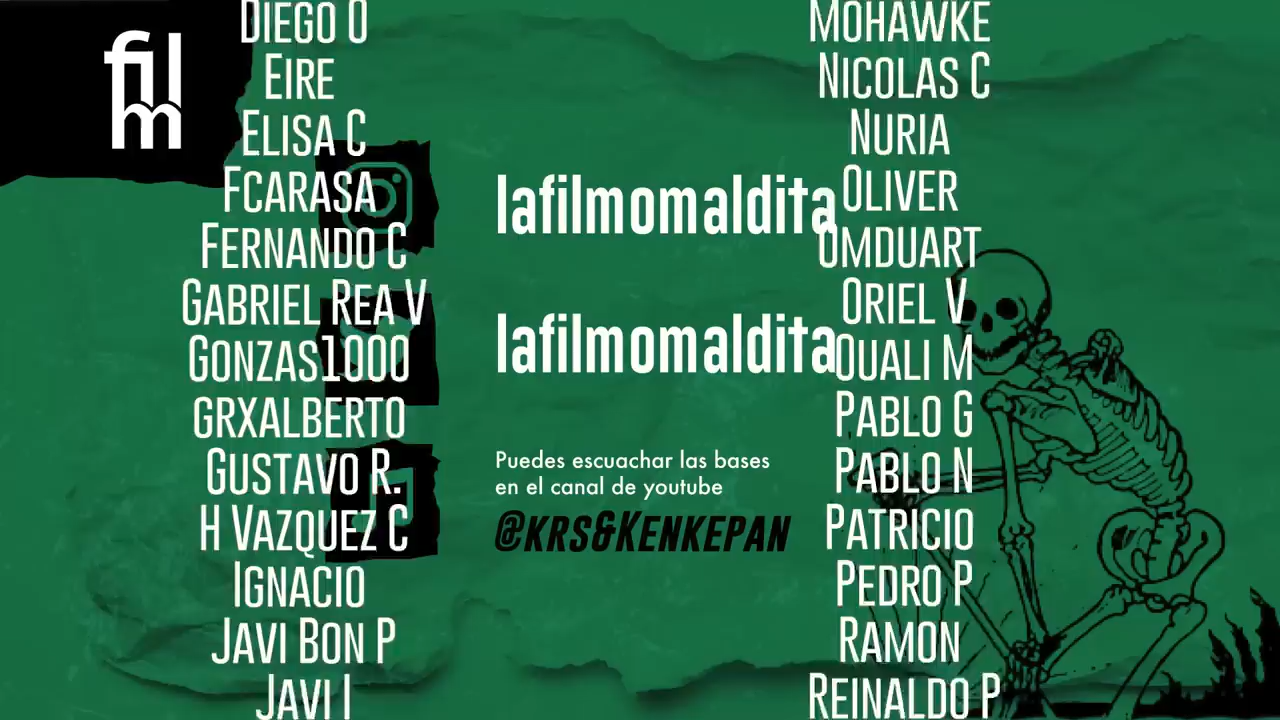 film
DIEGO O
EIRE
ELISA C
FCARASA
FERNANDO C
GABRIEL REA V
GONZAS1000
GRXALBERTO
GUSTAVO R.
H VAZQUEZ C
IGNACIO
JAVI BON P
JAVI I
lafilmomaldita
lafilmomaldita
Puedes escuachar las bases
en el canal de youtube
@KRS&KENKEPAN
MOHAWKE
NICOLAS C
NURIA
OLIVER
OMDUART
ORIEL V
OUALI M
PABLO G
PABLO N
PATRICIO
PEDRO P
RAMON
REINALDO P